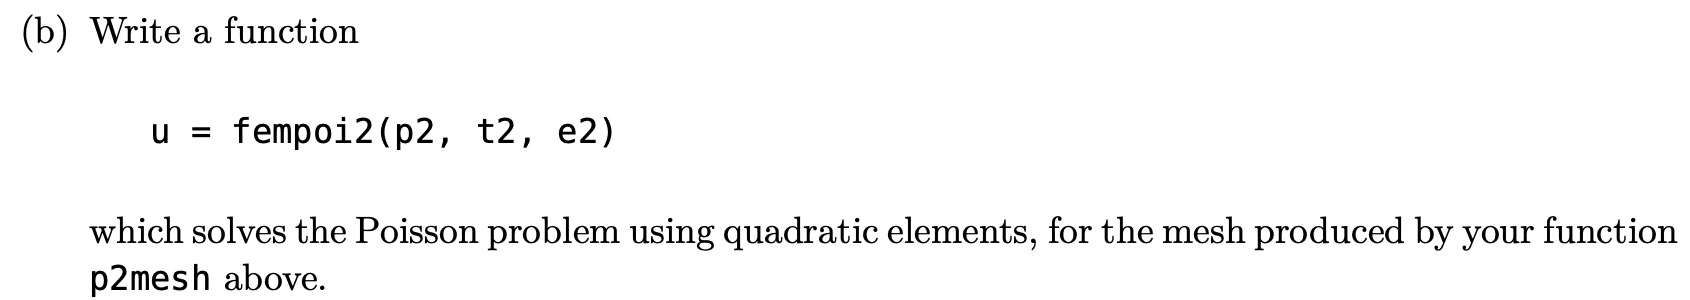 (b) Write a function
u = fempoi2(p2, t2, e2)
which solves the Poisson problem using quadratic elements, for the mesh produced by your function
p2mesh above.